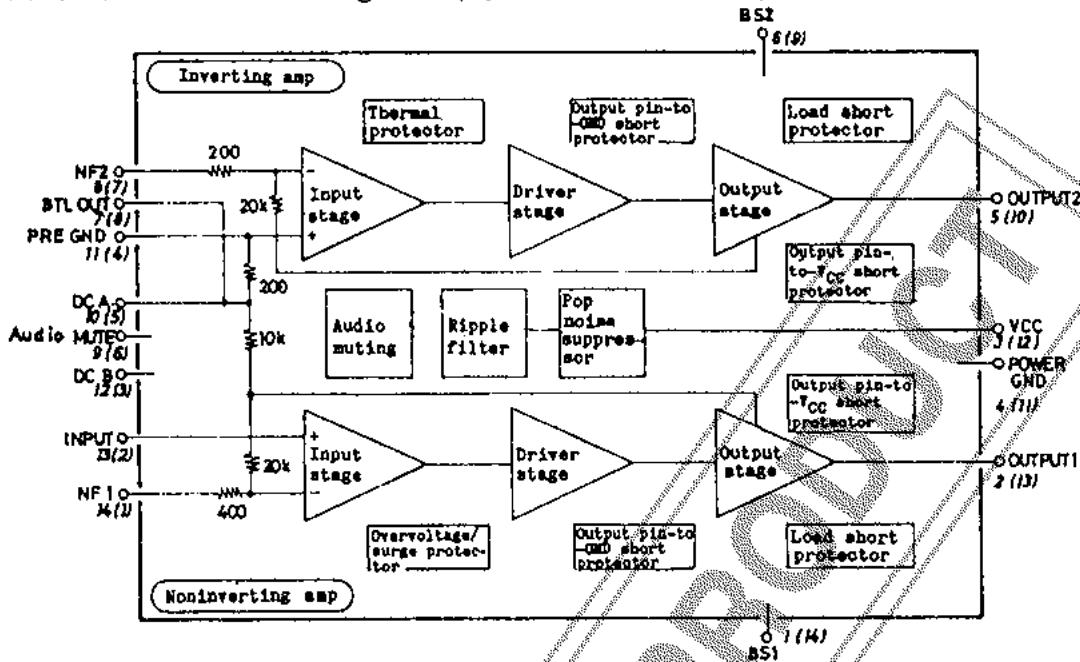 BS2
6 (9)
Inverting amp
Thermal
protector
Output pin-to
-GND short
protector
Load short
protector
NF2
8 (7)
200
-
Input
stage
+
Driver
stage
Output
stage
OUTPUT2
5 (10)
BTL OUT
7 (8)
20k
PRE GND
11 (4)
200
Output pin-
to-VCC short
protector
DC A
10 (5)
Audio MUTE
9 (6)
10k
Audio
muting
Ripple
filter
Pop
noise
suppres
sor
VCC
3 (12)
POWER
GND
4 (11)
DC B
12 (3)
Output pin-to
-VCC short
protector
INPUT
13 (2)
+
Input
stage
-
Driver
stage
Output
stage
OUTPUT1
2 (13)
20k
NF 1
14 (1)
400
Overvoltage/
surge protec-
tor
Output pin-to
-GND short
protector
Load short
protector
Noninverting amp
1 (14)
BS1
PRODUCT